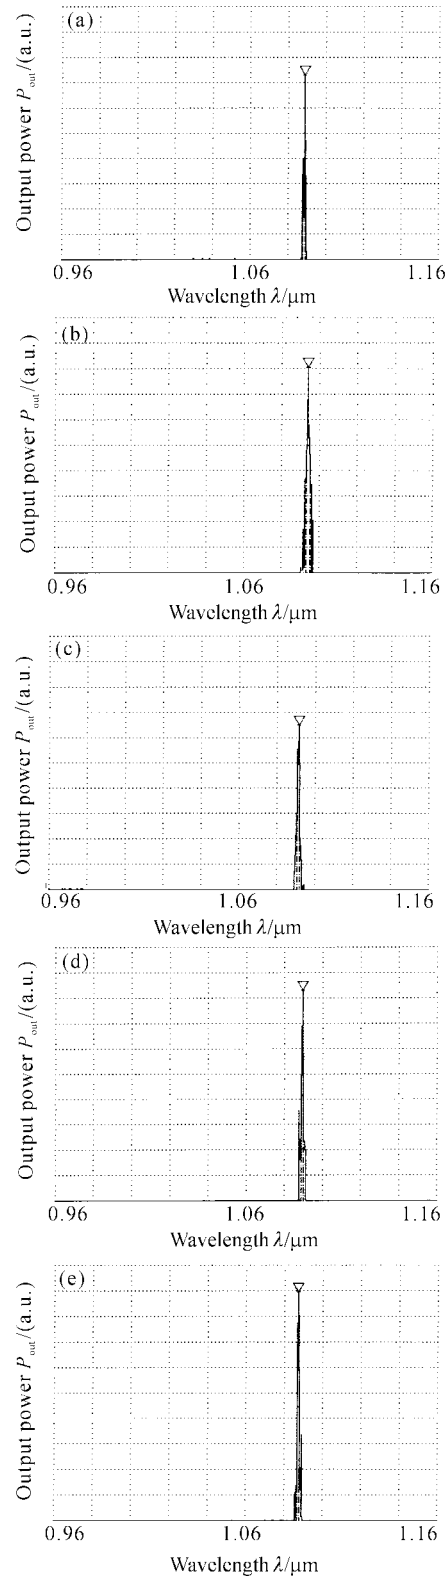 (a)
Output power P_out/(a.u.)
0.96 1.06 1.16
Wavelength λ/μm
(b)
Output power P_out/(a.u.)
0.96 1.06 1.16
Wavelength λ/μm
(c)
Output power P_out/(a.u.)
0.96 1.06 1.16
Wavelength λ/μm
(d)
Output power P_out/(a.u.)
0.96 1.06 1.16
Wavelength λ/μm
(e)
Output power P_out/(a.u.)
0.96 1.06 1.16
Wavelength λ/μm